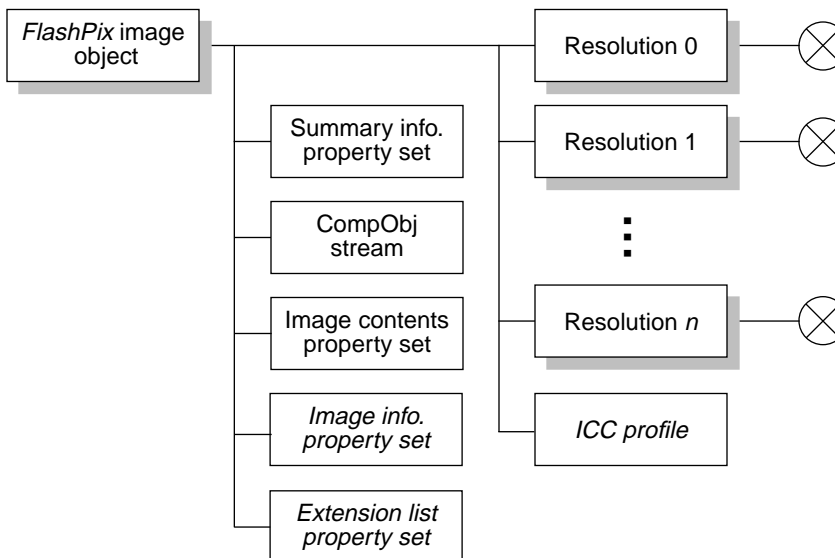 FlashPix image
object
Resolution 0
Summary info.
property set
Resolution 1
CompObj
stream
Image contents
property set
Resolution n
Image info.
property set
ICC profile
Extension list
property set